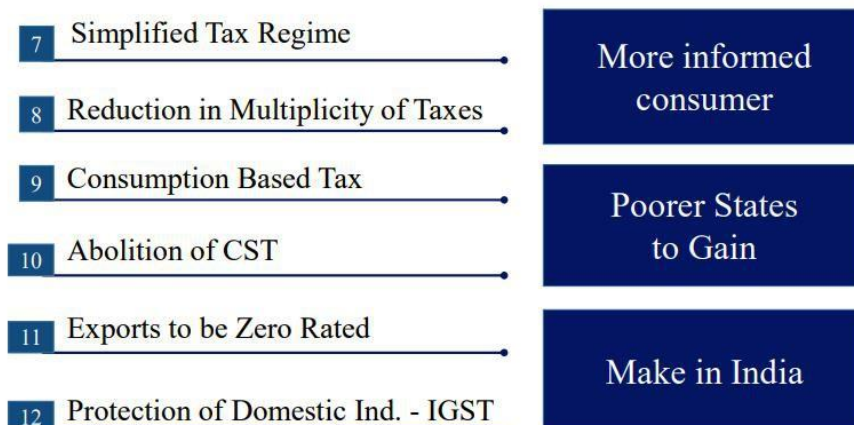 7 Simplified Tax Regime
8 Reduction in Multiplicity of Taxes
More informed
consumer
9 Consumption Based Tax
10 Abolition of CST
Poorer States
to Gain
11 Exports to be Zero Rated
12 Protection of Domestic Ind. - IGST
Make in India